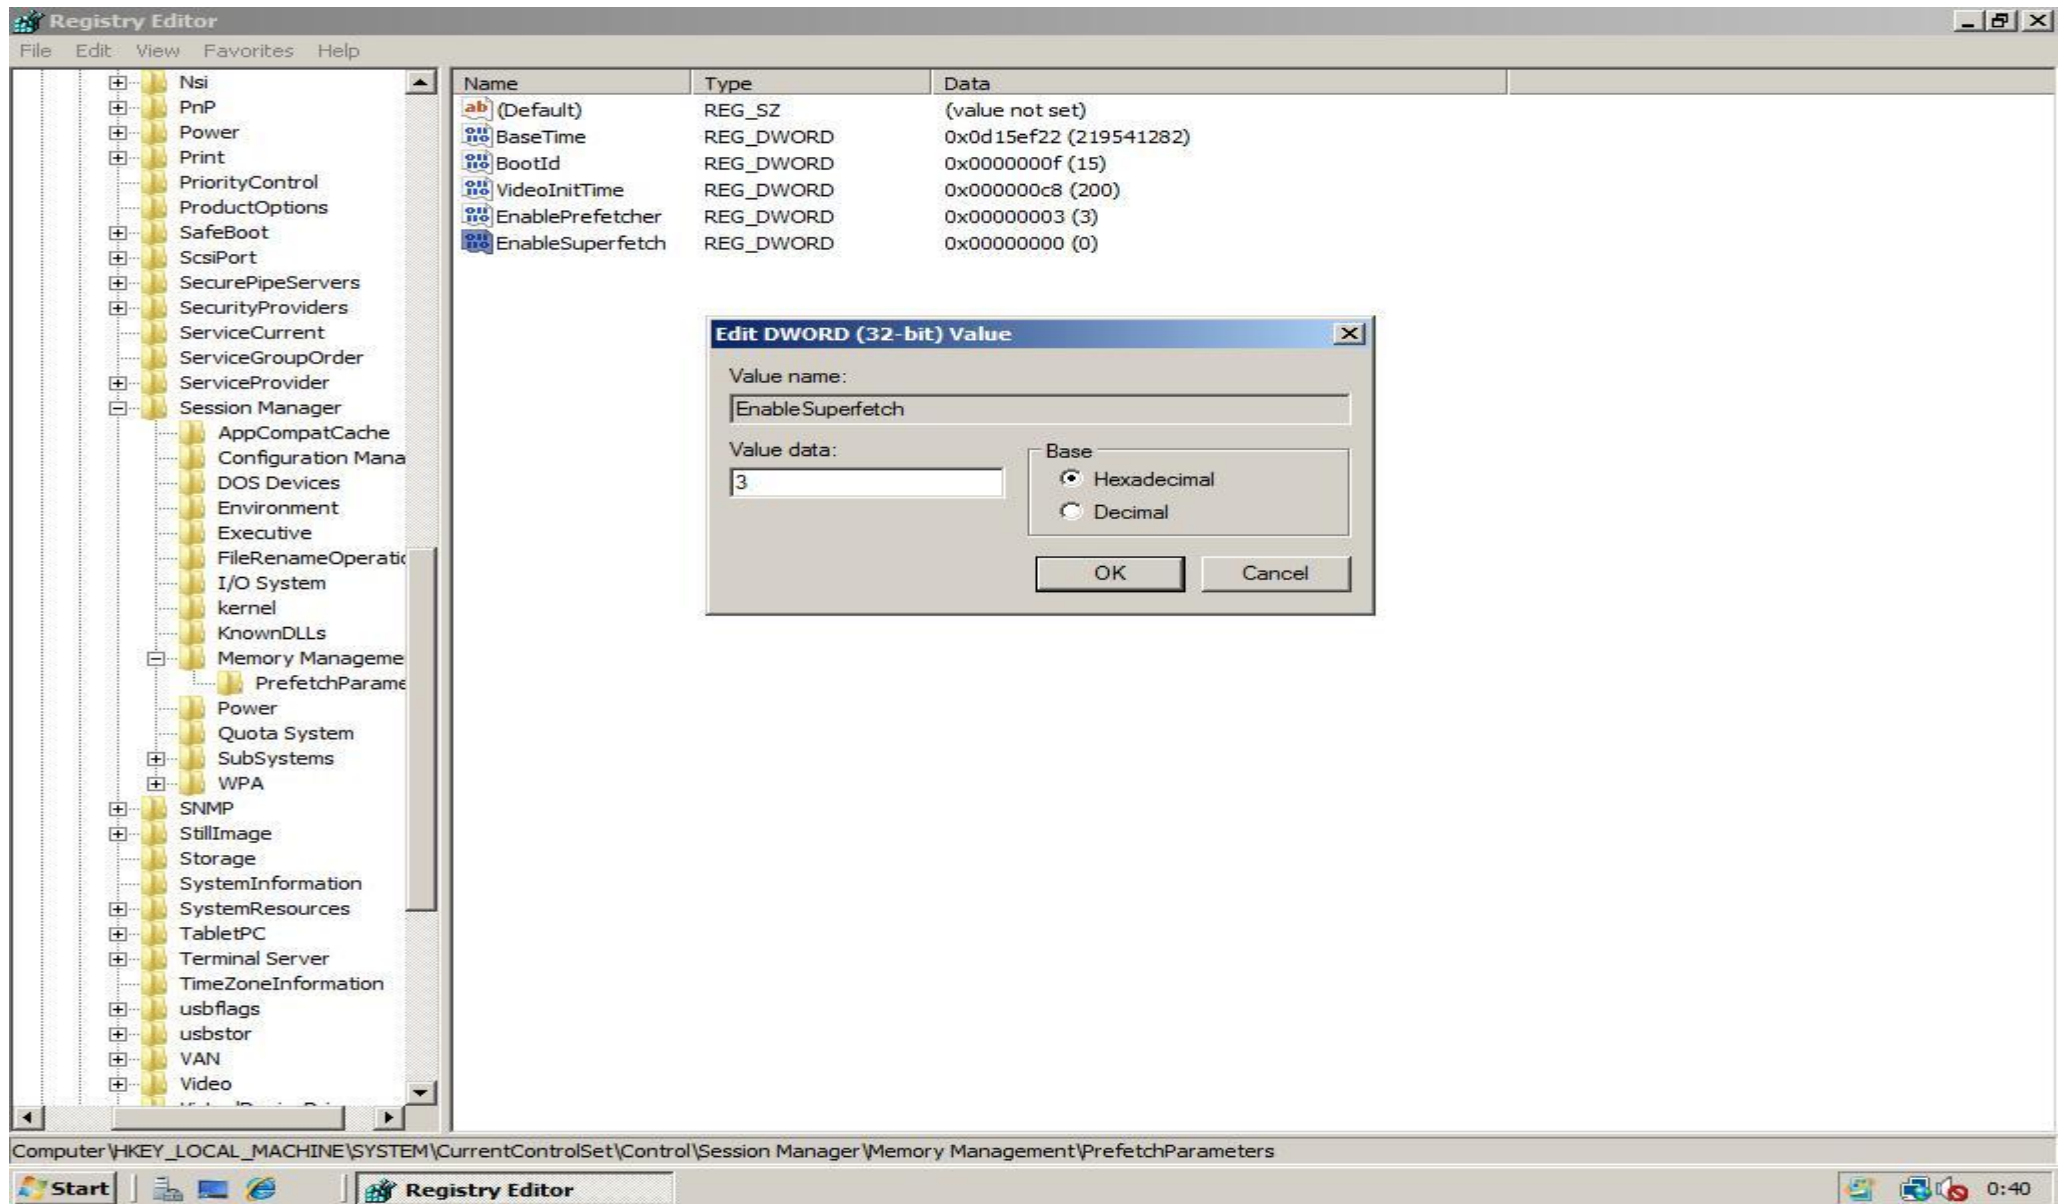 Registry Editor
File Edit View Favorites Help
Nsi
PnP
Power
Print
PriorityControl
ProductOptions
SafeBoot
ScsiPort
SecurePipeServers
SecurityProviders
ServiceCurrent
ServiceGroupOrder
ServiceProvider
Session Manager
AppCompatCache
Configuration Mana
DOS Devices
Environment
Executive
FileRenameOperatio
I/O System
kernel
KnownDLLs
Memory Manageme
PrefetchParame
Power
Quota System
SubSystems
WPA
SNMP
StillImage
Storage
SystemInformation
SystemResources
TabletPC
Terminal Server
TimeZoneInformation
usbflags
usbstor
VAN
Video
Name Type Data
(Default) REG_SZ (value not set)
BaseTime REG_DWORD 0x0d15ef22 (219541282)
BootId REG_DWORD 0x0000000f (15)
VideoInitTime REG_DWORD 0x000000c8 (200)
EnablePrefetcher REG_DWORD 0x00000003 (3)
EnableSuperfetch REG_DWORD 0x00000000 (0)
Edit DWORD (32-bit) Value
Value name:
EnableSuperfetch
Value data:
3
Base
Hexadecimal
Decimal
OK Cancel
Computer\HKEY_LOCAL_MACHINE\SYSTEM\CurrentControlSet\Control\Session Manager\Memory Management\PrefetchParameters
Start Registry Editor 0:40